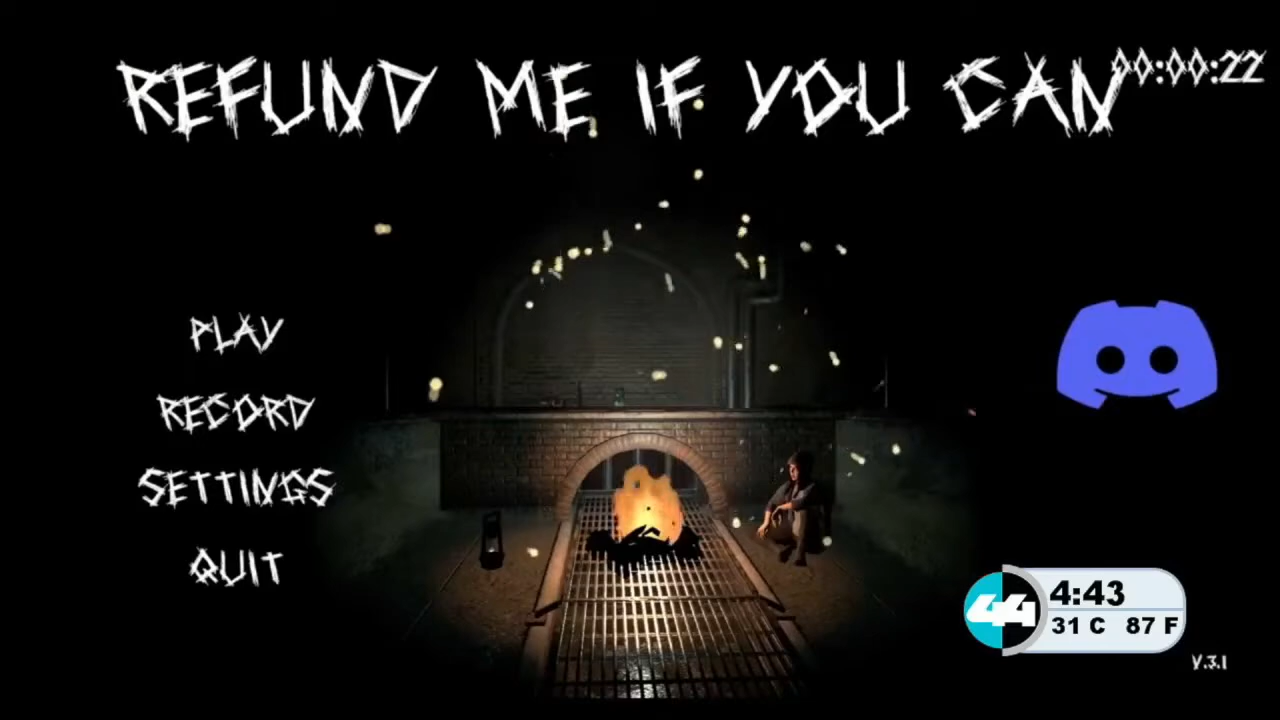 REFUND ME IF YOU CAN
00:00:22
PLAY
RECORD
SETTINGS
QUIT
44
4:43
31 C 87 F
V.3.1